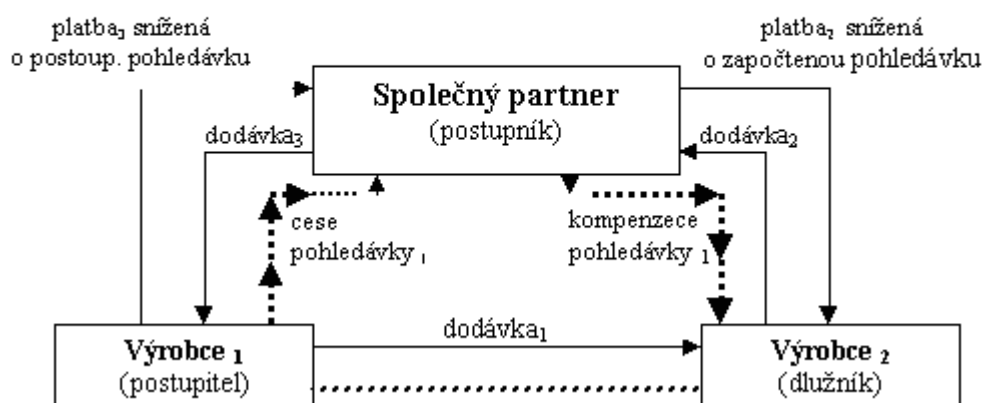 platba₃ snížená
o postoup. pohledávku
platba₂ snížená
o započtenou pohledávku
Společný partner
(postupník)
dodávka₃
dodávka₂
cese
pohledávky ₁
kompenzece
pohledávky ₁
dodávka₁
Výrobce ₁
(postupitel)
Výrobce ₂
(dlužník)